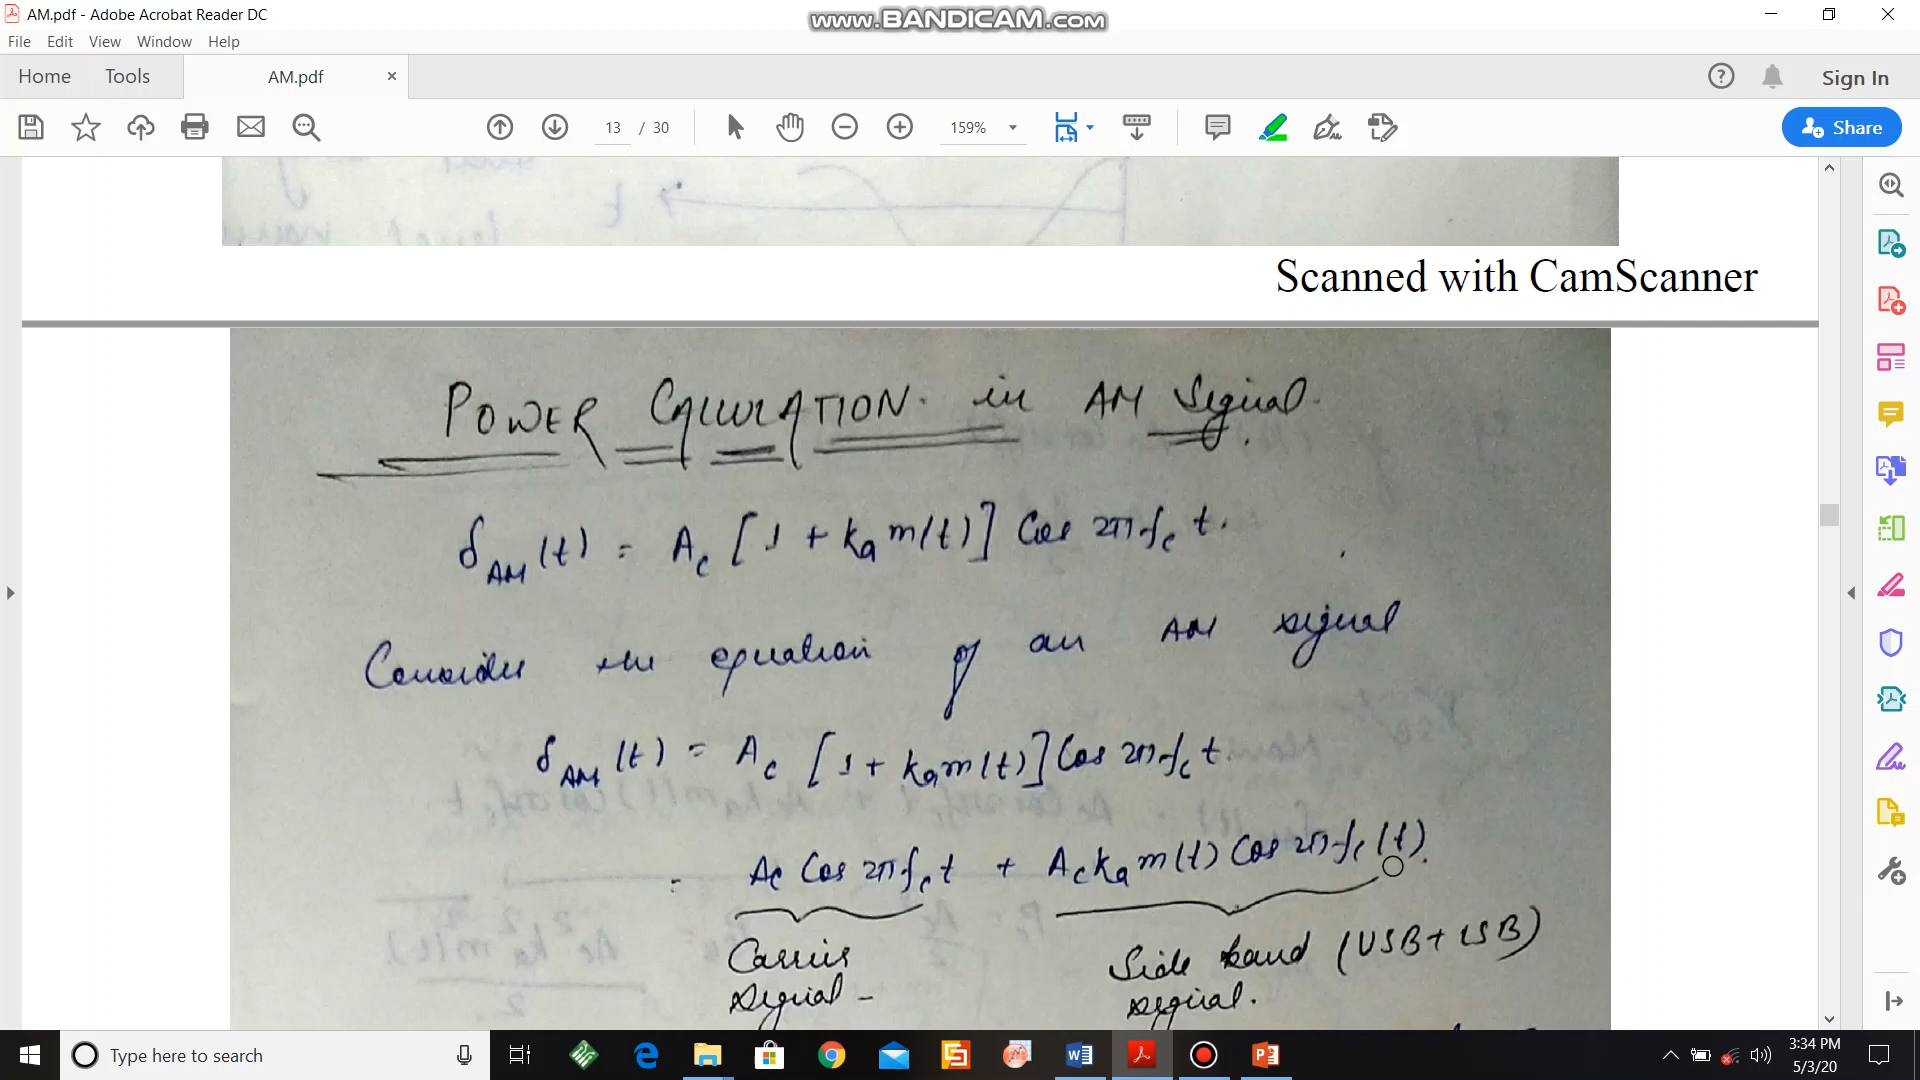 AM.pdf - Adobe Acrobat Reader DC
www.BANDICAM.com
File Edit View Window Help
Home Tools AM.pdf × Sign In
13 / 30 159% Share
Scanned with CamScanner
POWER CALCULATION in AM Signal.
S_AM (t) = A_c [1 + k_a m(t)] Cos 2πf_c t.
Consider the equation of an AM signal
S_AM (t) = A_c [1 + k_a m(t)] Cos 2πf_c t.
= A_c Cos 2πf_c t + A_c k_a m(t) Cos 2πf_c (t).
Carrier Side band (USB + LSB)
signal - signal.
Type here to search
3:34 PM
5/3/20